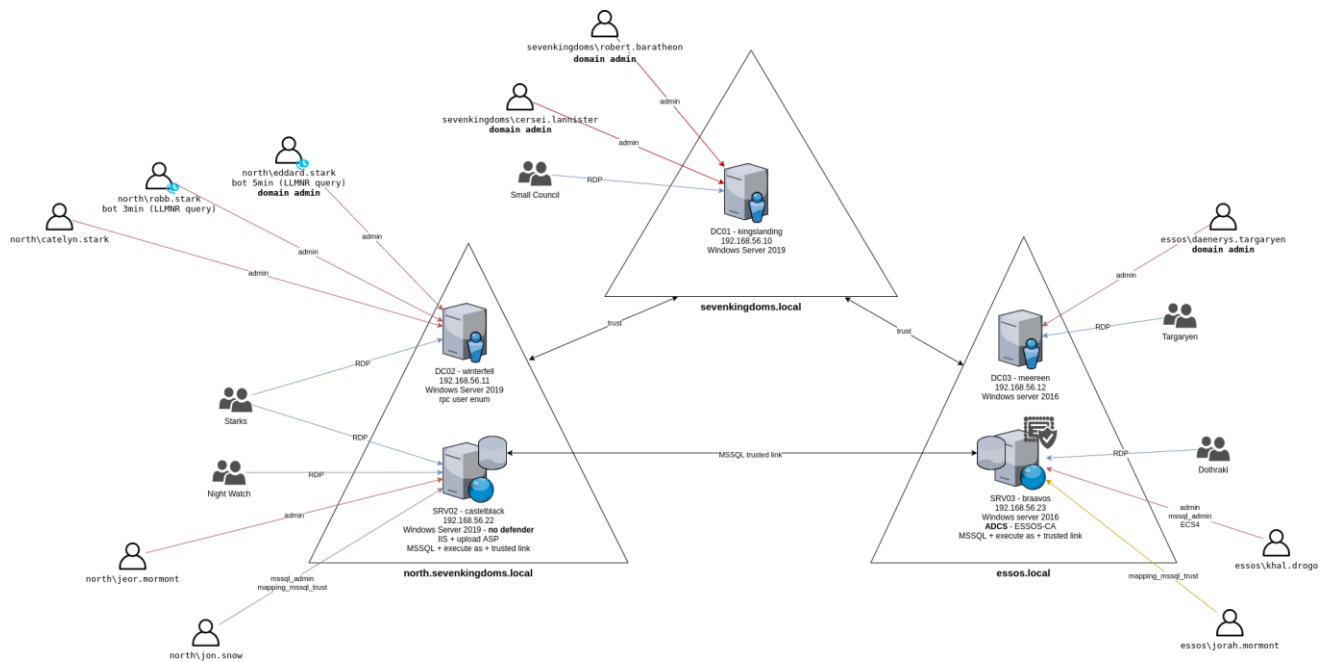 sevenkingdoms\robert.baratheon
domain admin
admin
sevenkingdoms\cersei.lannister
domain admin
admin
Small Council
RDP
DC01 - kingslanding
192.168.56.10
Windows Server 2019
sevenkingdoms.local
trust
trust
north\eddard.stark
bot 5min (LLMNR query)
domain admin
admin
north\robb.stark
bot 3min (LLMNR query)
admin
north\catelyn.stark
admin
DC02 - winterfell
192.168.56.11
Windows Server 2019
rpc user enum
RDP
Starks
RDP
Night Watch
RDP
SRV02 - castelblack
192.168.56.22
Windows Server 2019 - no defender
IIS + upload ASP
MSSQL + execute as + trusted link
north.sevenkingdoms.local
admin
north\jeor.mormont
mssql_admin
mapping_mssql_trust
north\jon.snow
MSSQL trusted link
essos\daenerys.targaryen
domain admin
admin
RDP
Targaryen
DC03 - meereen
192.168.56.12
Windows server 2016
RDP
Dothraki
SRV03 - braavos
192.168.56.23
Windows server 2016
ADCS - ESSOS-CA
MSSQL + execute as + trusted link
essos.local
admin
mssql_admin
ECS4
essos\khal.drogo
mapping_mssql_trust
essos\jorah.mormont